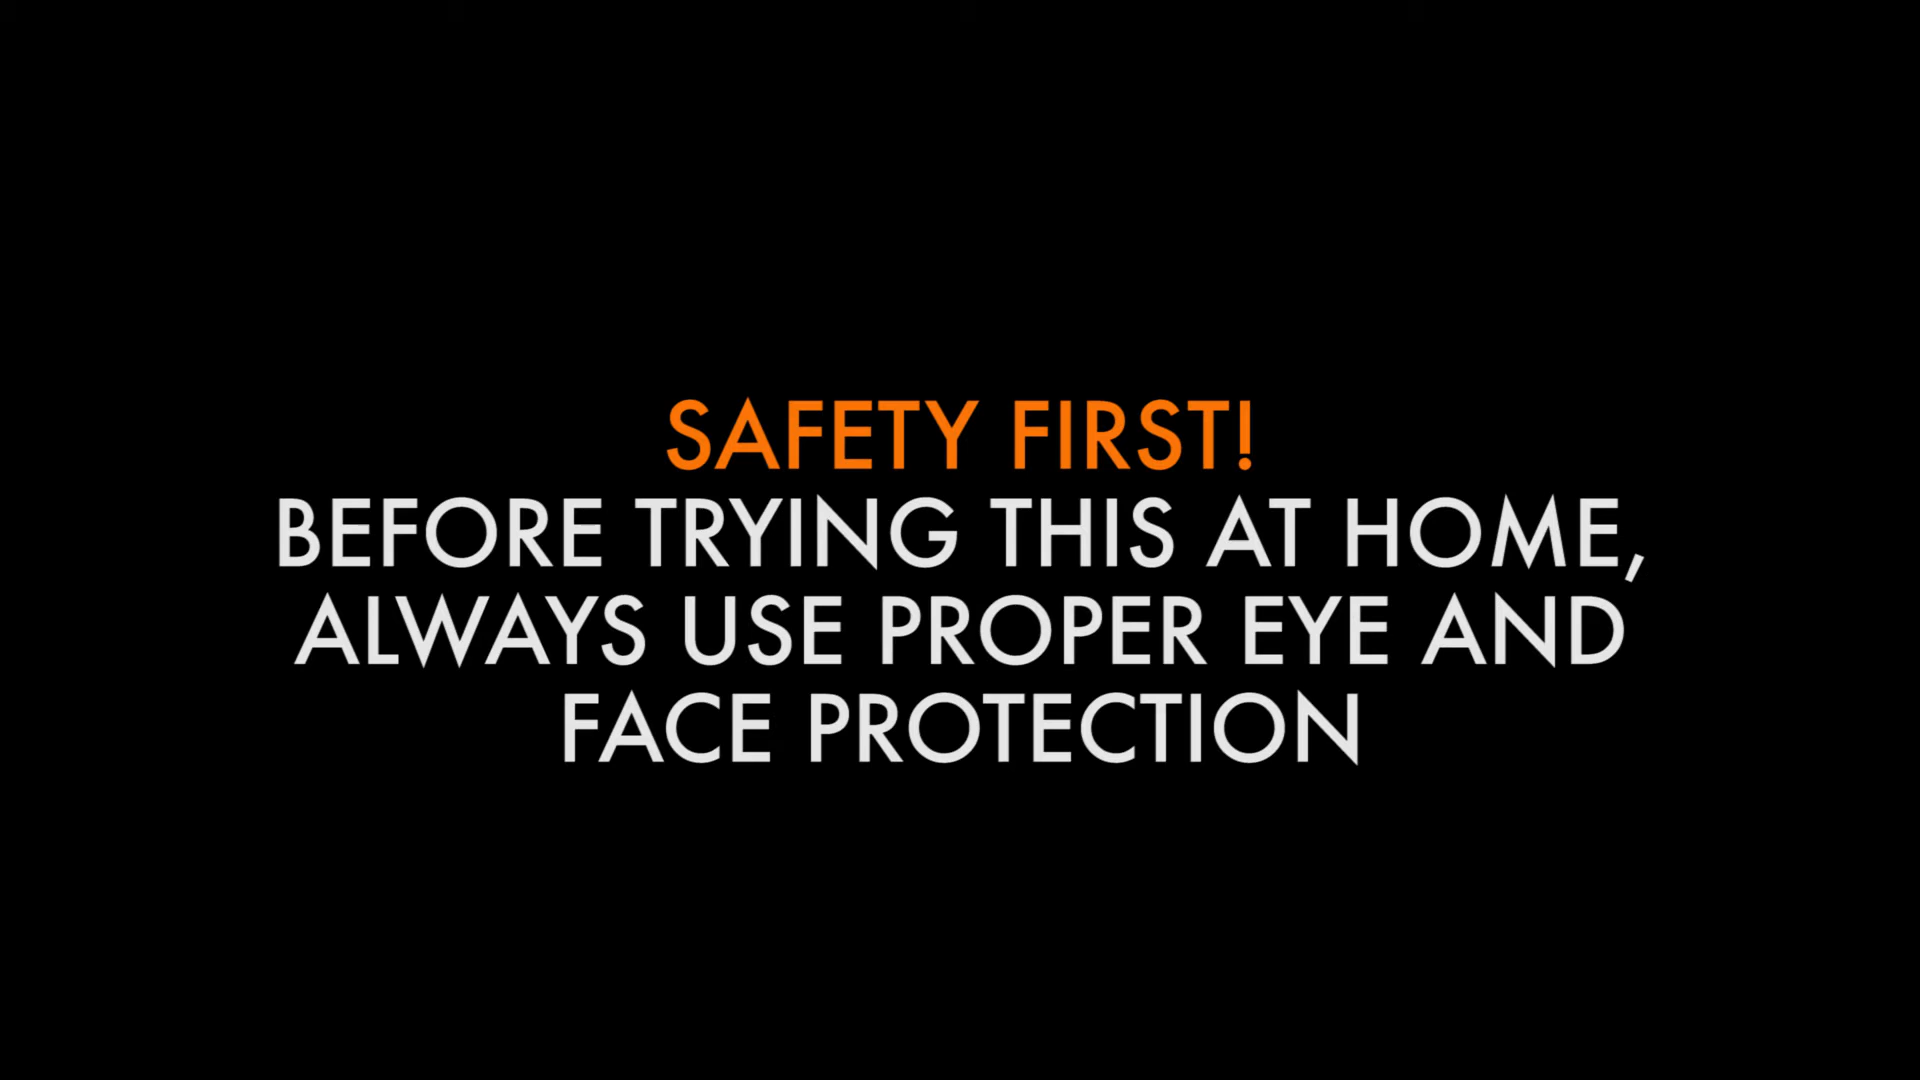 SAFETY FIRST!
BEFORE TRYING THIS AT HOME,
ALWAYS USE PROPER EYE AND
FACE PROTECTION